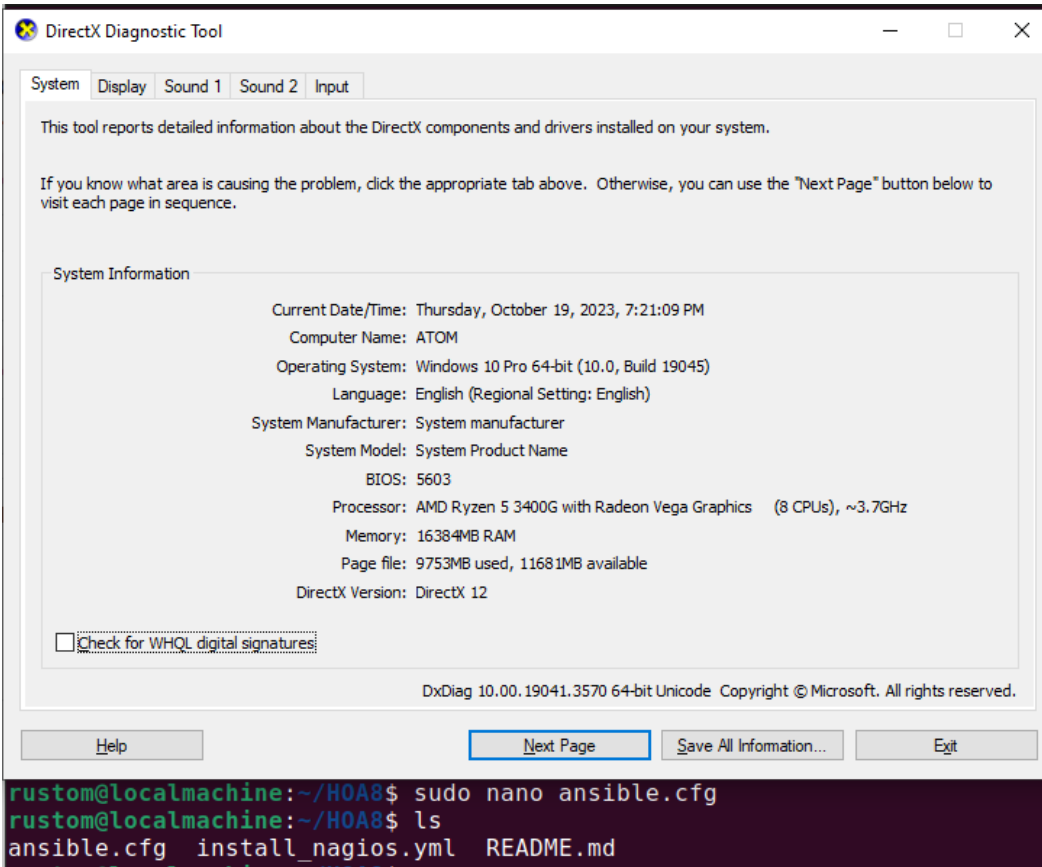 DirectX Diagnostic Tool
System Display Sound 1 Sound 2 Input
This tool reports detailed information about the DirectX components and drivers installed on your system.
If you know what area is causing the problem, click the appropriate tab above. Otherwise, you can use the "Next Page" button below to
visit each page in sequence.
System Information
Current Date/Time: Thursday, October 19, 2023, 7:21:09 PM
Computer Name: ATOM
Operating System: Windows 10 Pro 64-bit (10.0, Build 19045)
Language: English (Regional Setting: English)
System Manufacturer: System manufacturer
System Model: System Product Name
BIOS: 5603
Processor: AMD Ryzen 5 3400G with Radeon Vega Graphics (8 CPUs), ~3.7GHz
Memory: 16384MB RAM
Page file: 9753MB used, 11681MB available
DirectX Version: DirectX 12
Check for WHQL digital signatures
DxDiag 10.00.19041.3570 64-bit Unicode Copyright © Microsoft. All rights reserved.
Help Next Page Save All Information... Exit
rustom@localmachine:~/HOA8$ sudo nano ansible.cfg
rustom@localmachine:~/HOA8$ ls
ansible.cfg install_nagios.yml README.md